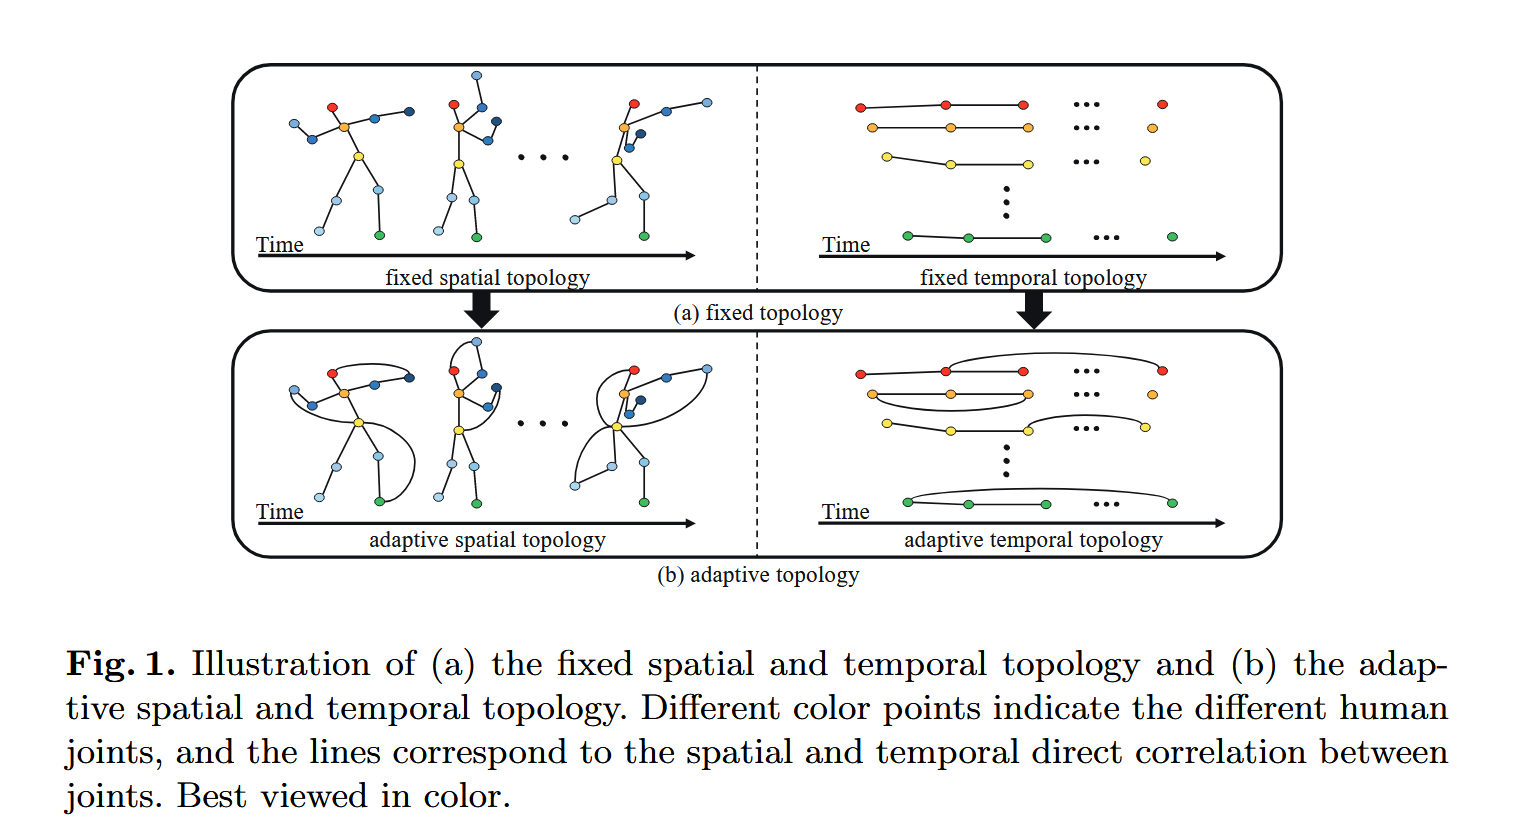 Time
fixed spatial topology
Time
fixed temporal topology
(a) fixed topology
Time
adaptive spatial topology
Time
adaptive temporal topology
(b) adaptive topology
Fig. 1. Illustration of (a) the fixed spatial and temporal topology and (b) the adap-
tive spatial and temporal topology. Different color points indicate the different human
joints, and the lines correspond to the spatial and temporal direct correlation between
joints. Best viewed in color.